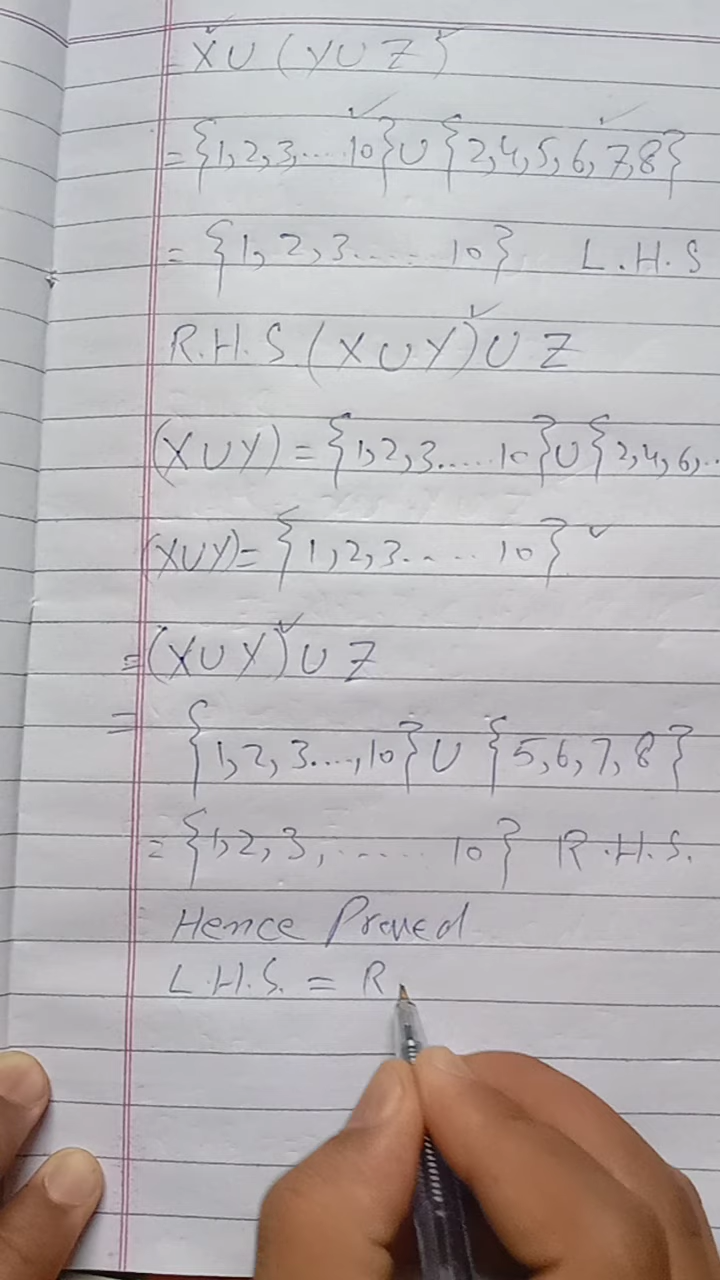 = X U (Y U Z)
= {1, 2, 3, .... 10} U {2, 4, 5, 6, 7, 8}
= {1, 2, 3 ..... 10} L.H.S
R.H.S (X U Y) U Z
(X U Y) = {1, 2, 3 ..... 10} U {2, 4, 6, ..
(X U Y) = {1, 2, 3 ..... 10}
= (X U Y) U Z
= {1, 2, 3 ...., 10} U {5, 6, 7, 8}
= {1, 2, 3, ..... 10} R.H.S.
Hence Proved
L.H.S. = R.